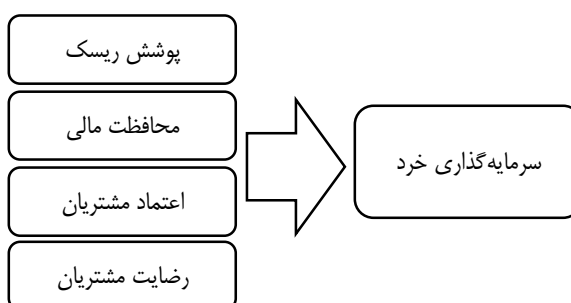 پوشش ریسک
محافظت مالی
اعتماد مشتریان
رضایت مشتریان
سرمایه‌گذاری خرد